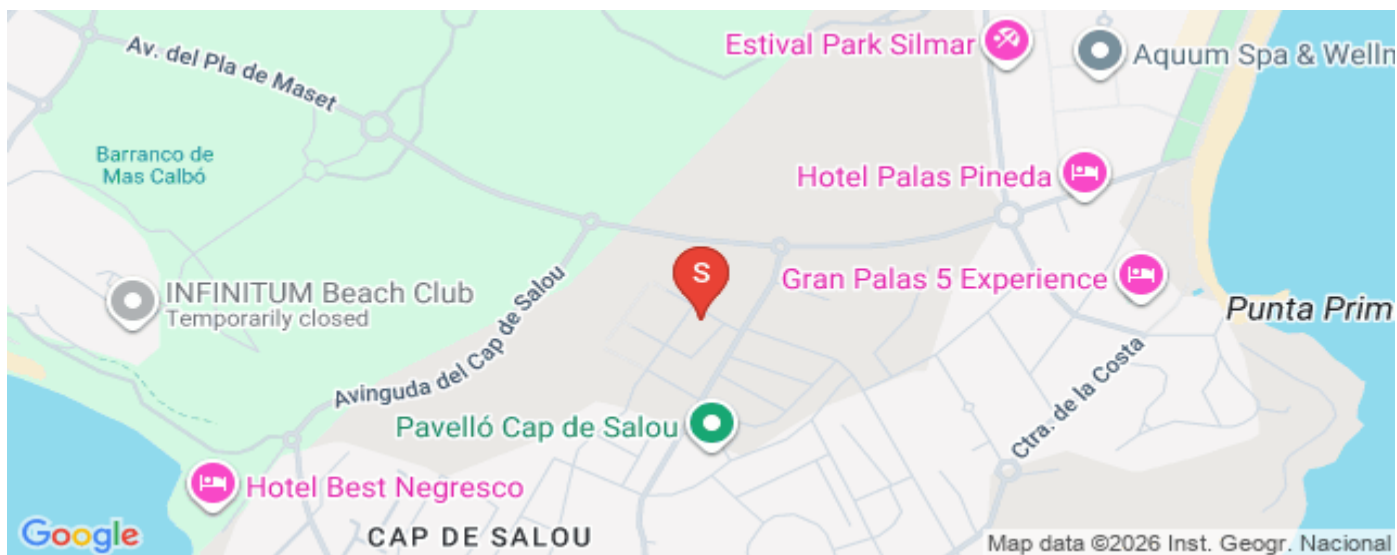 Estival Park Silmar
Av. del Pla de Maset
Aquum Spa & Welln
Barranco de
Mas Calbó
Hotel Palas Pineda
S
Gran Palas 5 Experience
INFINITUM Beach Club
Temporarily closed
Punta Prim
Avinguda del Cap de Salou
Ctra. de la Costa
Pavelló Cap de Salou
Hotel Best Negresco
CAP DE SALOU
Google
Map data ©2026 Inst. Geogr. Nacional